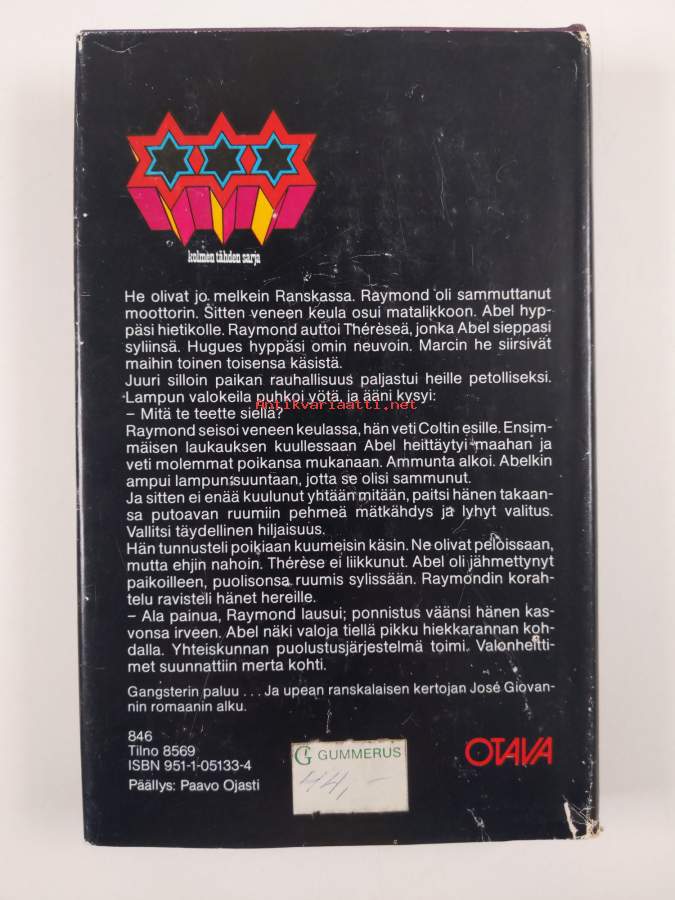 kolmen tähden sarja
He olivat jo melkein Ranskassa. Raymond oli sammuttanut
moottorin. Sitten veneen keula osui matalikkoon. Abel hyp-
päsi hietikolle. Raymond auttoi Thérèseä, jonka Abel sieppasi
syliinsä. Hugues hyppäsi omin neuvoin. Marcin he siirsivät
maihin toinen toisensa käsistä.
Juuri silloin paikan rauhallisuus paljastui heille petolliseksi.
Lampun valokeila puhkoi yötä, ja ääni kysyi:
Antikvariaatti.net
– Mitä te teette siellä?
Raymond seisoi veneen keulassa, hän veti Coltin esille. Ensim-
mäisen laukauksen kuullessaan Abel heittäytyi maahan ja
veti molemmat poikansa mukanaan. Ammunta alkoi. Abelkin
ampui lampun suuntaan, jotta se olisi sammunut.
Ja sitten ei enää kuulunut yhtään mitään, paitsi hänen takaan-
sa putoavan ruumiin pehmeä mätkähdys ja lyhyt valitus.
Vallitsi täydellinen hiljaisuus.
Hän tunnusteli poikiaan kuumeisin käsin. Ne olivat peloissaan,
mutta ehjin nahoin. Thérèse ei liikkunut. Abel oli jähmettynyt
paikoilleen, puolisonsa ruumis sylissään. Raymondin korah-
telu ravisteli hänet hereille.
– Ala painua, Raymond lausui; ponnistus väänsi hänen kas-
vonsa irveen. Abel näki valoja tiellä pikku hiekkarannan koh-
dalla. Yhteiskunnan puolustusjärjestelmä toimi. Valonheitti-
met suunnattiin merta kohti.
Gangsterin paluu . . . Ja upean ranskalaisen kertojan José Giovan-
nin romaanin alku.
846
Tilno 8569
ISBN 951-1-05133-4
Päällys: Paavo Ojasti
G GUMMERUS
44,–
OTAVA